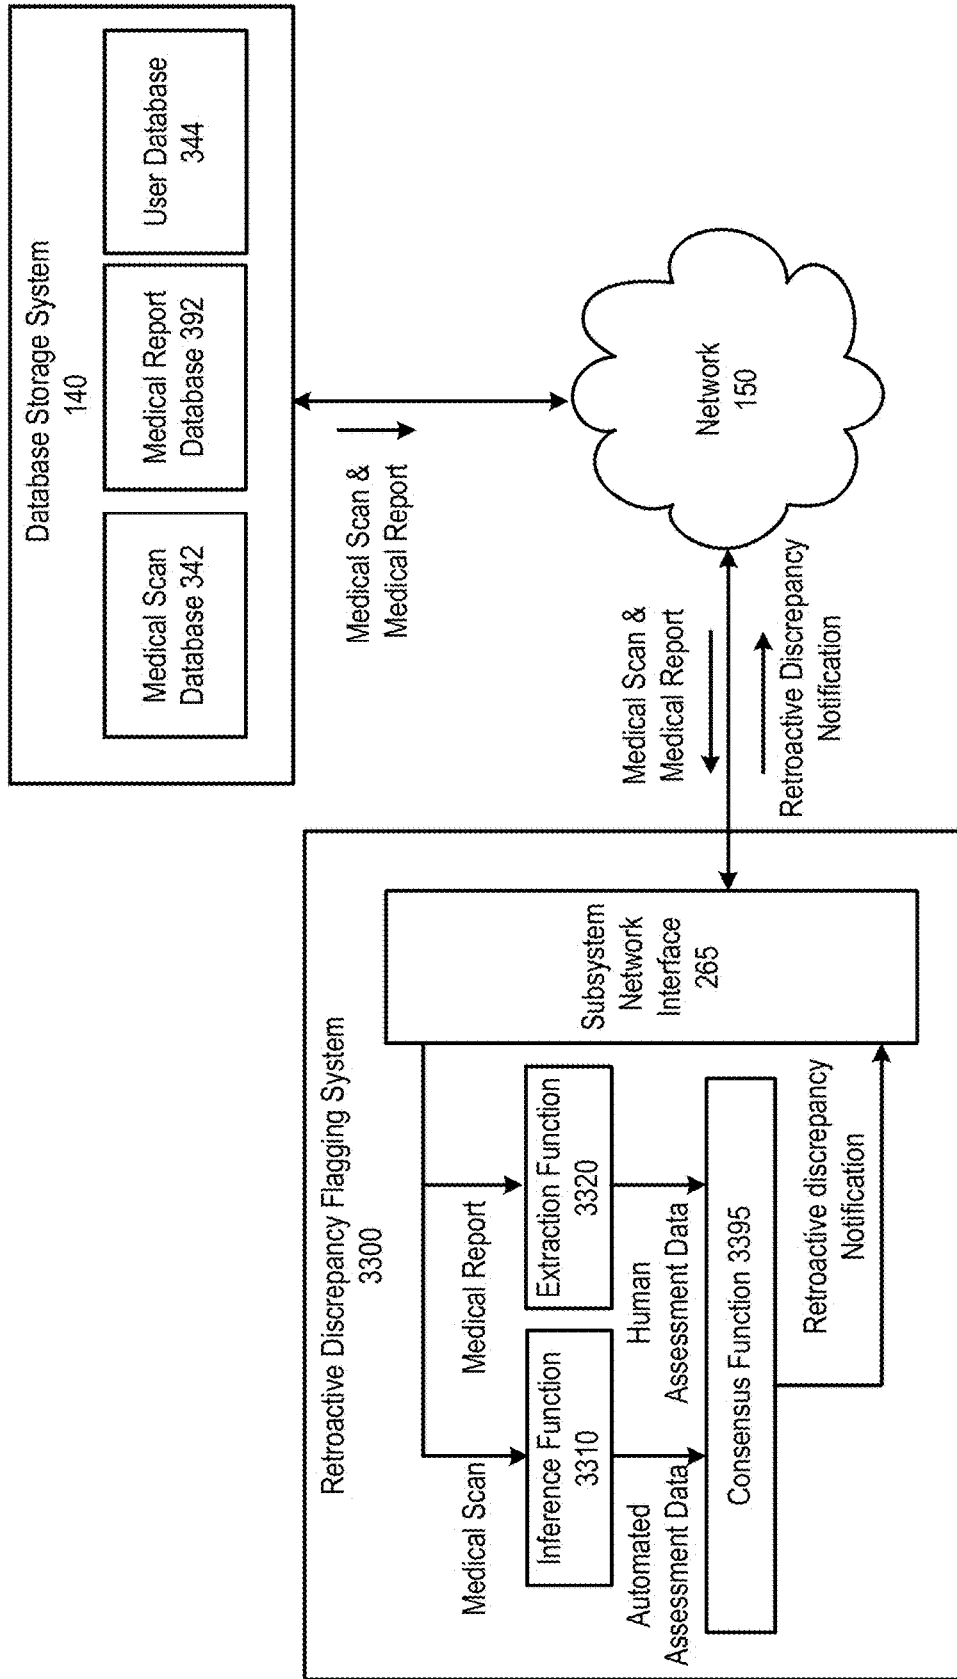 Database Storage System
140
Medical Scan
Database 342
Medical Report
Database 392
User Database
344
Medical Scan &
Medical Report
Network
150
Medical Scan &
Medical Report
Retroactive Discrepancy
Notification
Retroactive Discrepancy Flagging System
3300
Subsystem
Network
Interface
265
Medical Scan
Medical Report
Inference Function
3310
Extraction Function
3320
Automated
Assessment Data
Human
Assessment Data
Consensus Function 3395
Retroactive discrepancy
Notification